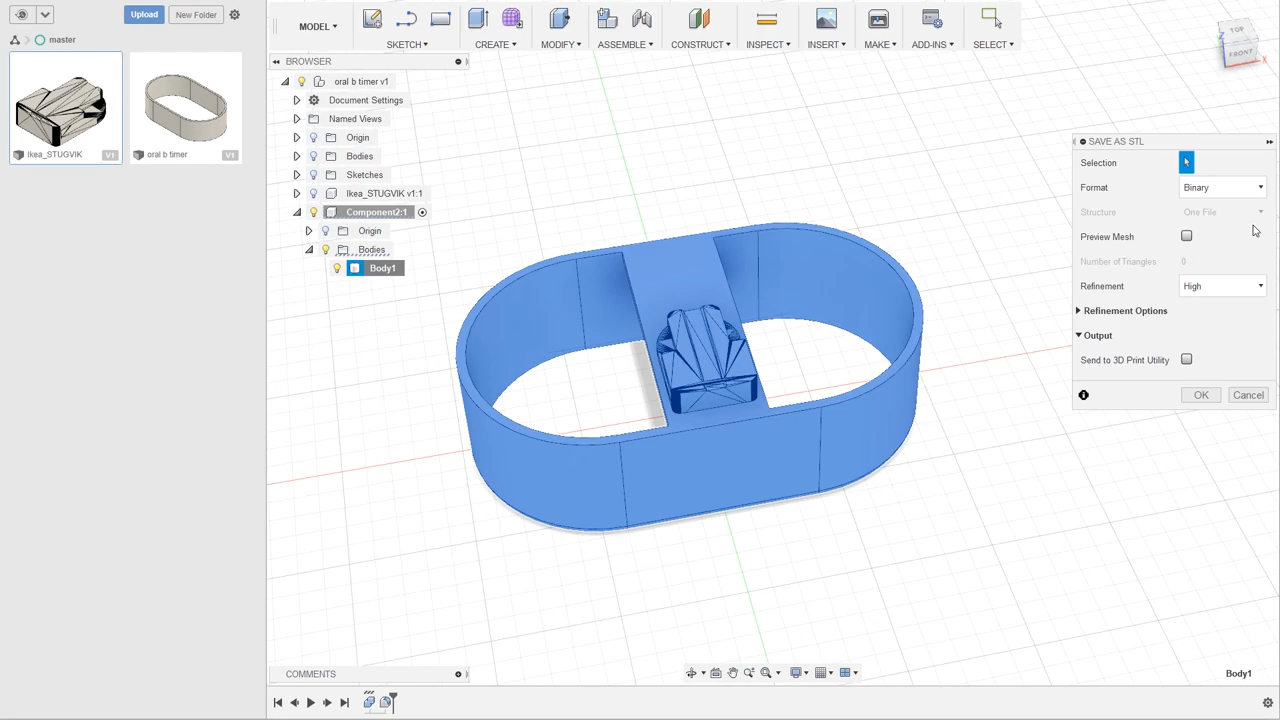 Upload
New Folder
master
Ikea_STUGVIK
V1
oral b timer
V1
MODEL
SKETCH
CREATE
MODIFY
ASSEMBLE
CONSTRUCT
INSPECT
INSERT
MAKE
ADD-INS
SELECT
BROWSER
oral b timer v1
Document Settings
Named Views
Origin
Bodies
Sketches
Ikea_STUGVIK v1:1
Component2:1
Origin
Bodies
Body1
TOP
FRONT
Z
X
SAVE AS STL
Selection
Format
Binary
Structure
One File
Preview Mesh
Number of Triangles
0
Refinement
High
Refinement Options
Output
Send to 3D Print Utility
OK
Cancel
COMMENTS
Body1